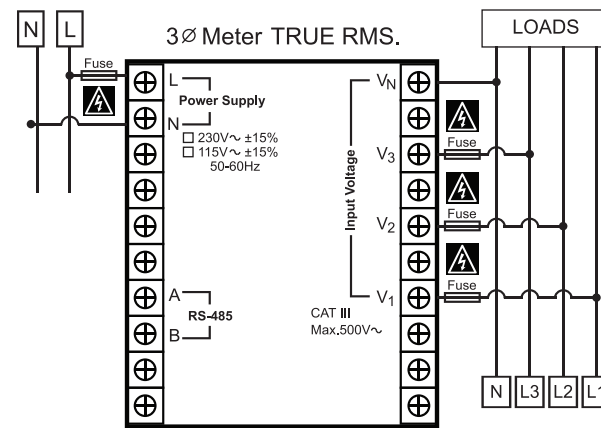 N L
3Ø Meter TRUE RMS.
LOADS
Fuse
L
Power Supply
N
□ 230V~ ±15%
□ 115V~ ±15%
50-60Hz
A
RS-485
B
Input Voltage
VN
V3
V2
V1
CAT III
Max.500V~
Fuse
Fuse
Fuse
N L3 L2 L1